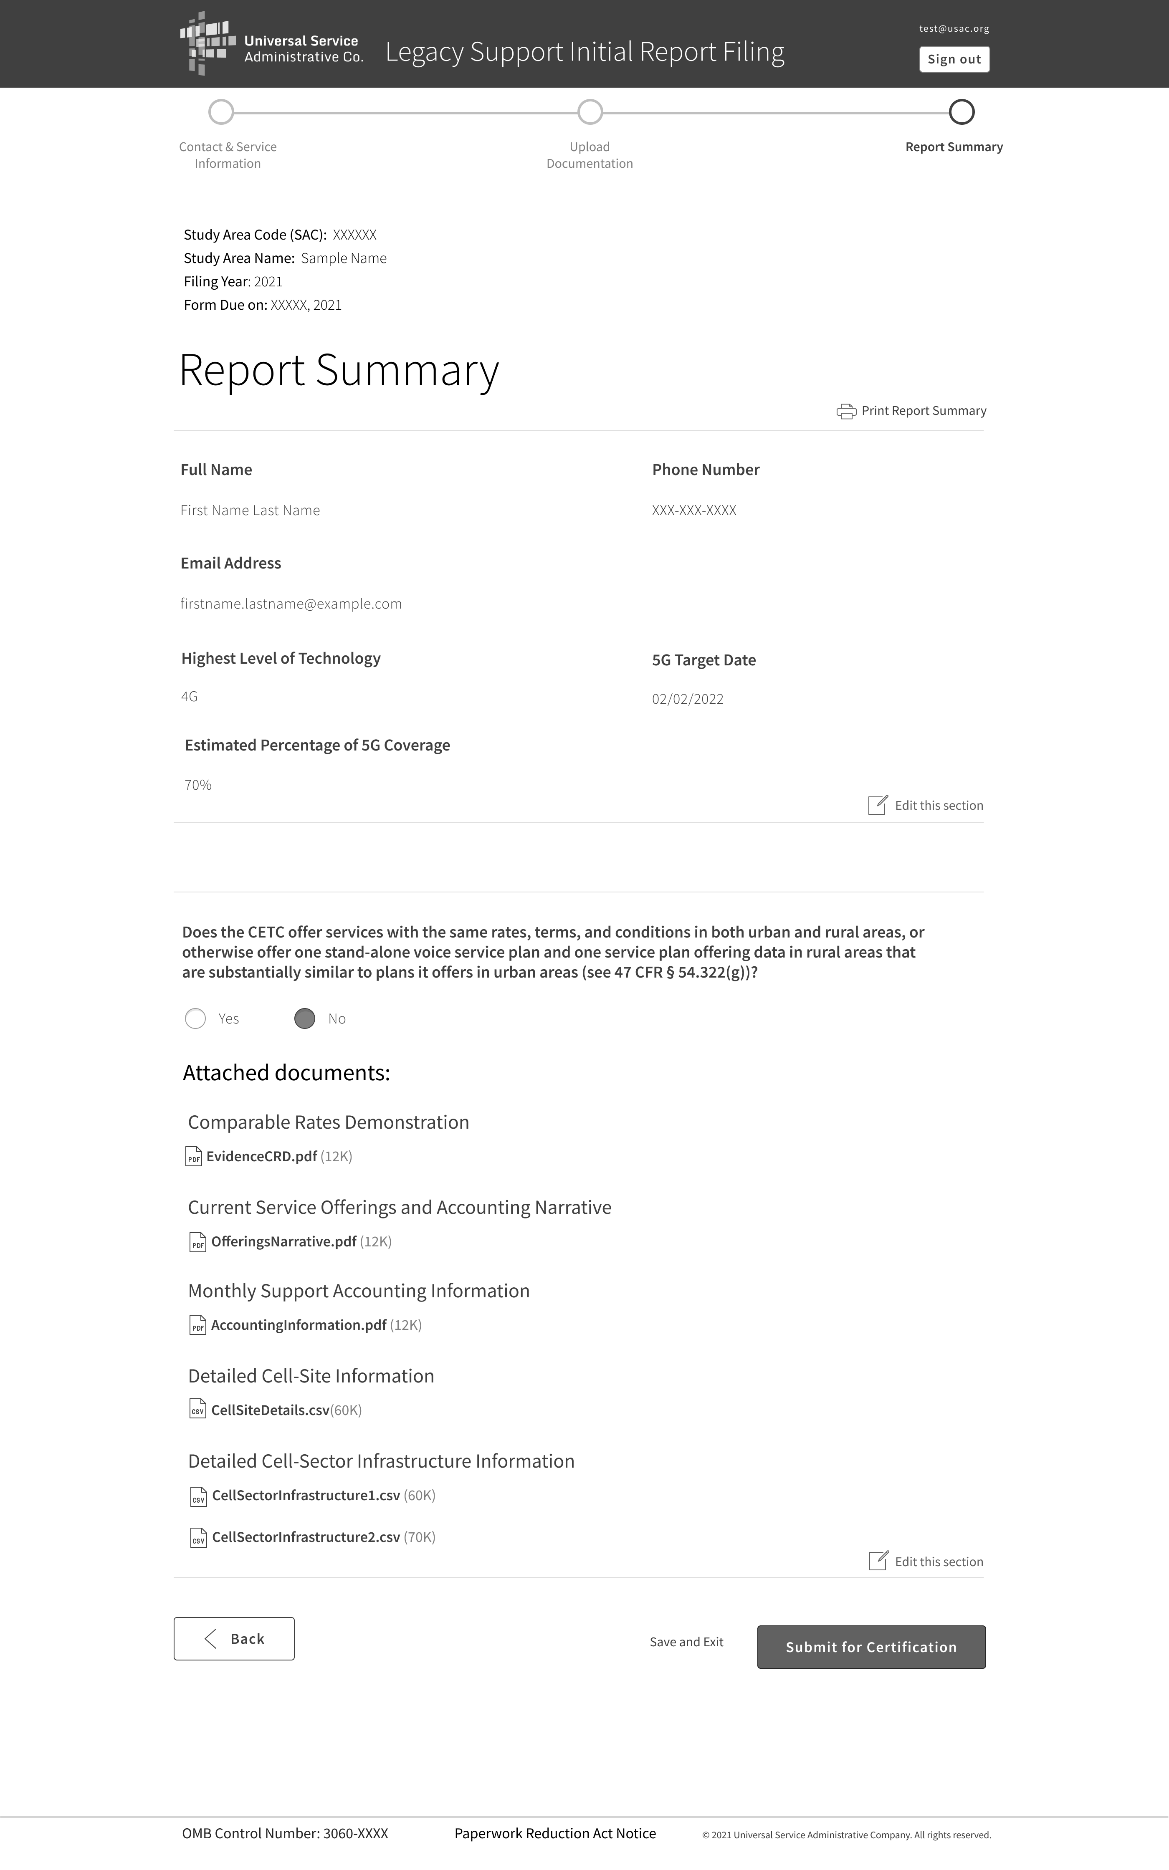 Universal Service
Administrative Co.
Legacy Support Initial Report Filing
test@usac.org
Sign out
Contact & Service
Information
Upload
Documentation
Report Summary
Study Area Code (SAC): XXXXXX
Study Area Name: Sample Name
Filing Year: 2021
Form Due on: XXXXX, 2021
Report Summary
Print Report Summary
Full Name
Phone Number
First Name Last Name
XXX-XXX-XXXX
Email Address
firstname.lastname@example.com
Highest Level of Technology
5G Target Date
4G
02/02/2022
Estimated Percentage of 5G Coverage
70%
Edit this section
Does the CETC offer services with the same rates, terms, and conditions in both urban and rural areas, or
otherwise offer one stand-alone voice service plan and one service plan offering data in rural areas that
are substantially similar to plans it offers in urban areas (see 47 CFR § 54.322(g))?
Yes No
Attached documents:
Comparable Rates Demonstration
PDF EvidenceCRD.pdf (12K)
Current Service Offerings and Accounting Narrative
PDF OfferingsNarrative.pdf (12K)
Monthly Support Accounting Information
PDF AccountingInformation.pdf (12K)
Detailed Cell-Site Information
CSV CellSiteDetails.csv(60K)
Detailed Cell-Sector Infrastructure Information
CSV CellSectorInfrastructure1.csv (60K)
CSV CellSectorInfrastructure2.csv (70K)
Edit this section
Back
Save and Exit
Submit for Certification
OMB Control Number: 3060-XXXX
Paperwork Reduction Act Notice
© 2021 Universal Service Administrative Company. All rights reserved.